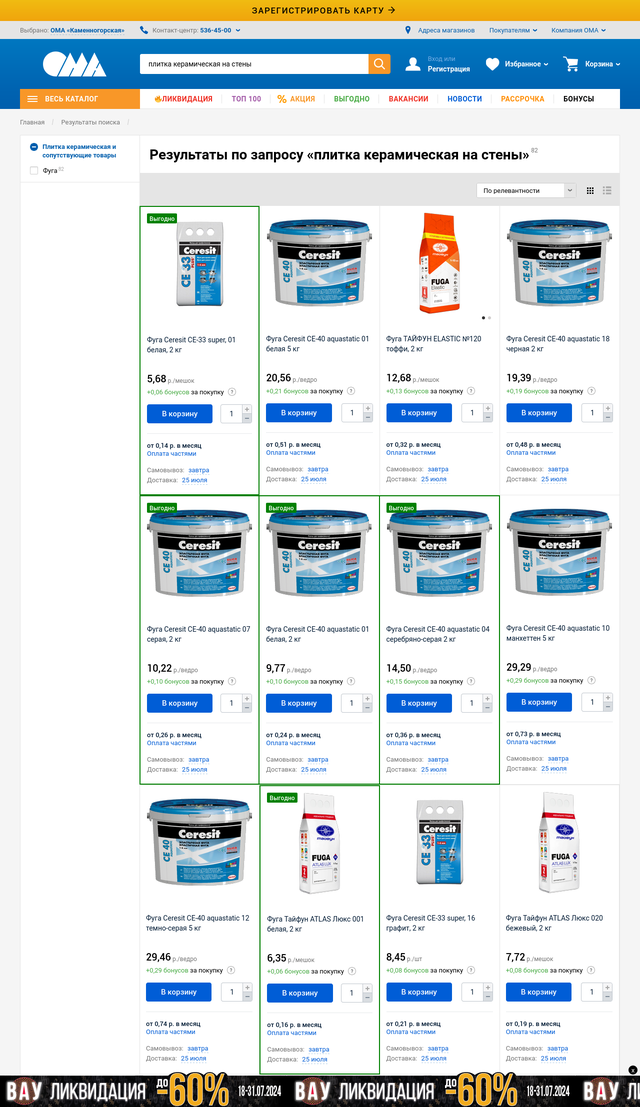 ЗАРЕГИСТРИРОВАТЬ КАРТУ →
Выбрано: ОМА «Каменногорская»
Контакт-центр: 536-45-00
Адреса магазинов
Покупателям
Компания ОМА
ОМА
плитка керамическая на стены
Вход или
Регистрация
Избранное
Корзина
ВЕСЬ КАТАЛОГ
ЛИКВИДАЦИЯ
ТОП 100
% АКЦИЯ
ВЫГОДНО
ВАКАНСИИ
НОВОСТИ
РАССРОЧКА
БОНУСЫ
Главная / Результаты поиска /
Плитка керамическая и
сопутствующие товары
Фуга 82
Результаты по запросу «плитка керамическая на стены» 82
По релевантности
Выгодно
Фуга Ceresit CE-33 super, 01
белая, 2 кг
5,68 р./мешок
+0,06 бонусов за покупку ?
В корзину 1 + −
от 0,14 р. в месяц
Оплата частями
Самовывоз: завтра
Доставка: 25 июля
Фуга Ceresit CE-40 aquastatic 01
белая 5 кг
20,56 р./ведро
+0,21 бонусов за покупку ?
В корзину 1 + −
от 0,51 р. в месяц
Оплата частями
Самовывоз: завтра
Доставка: 25 июля
Фуга ТАЙФУН ELASTIC №120
тоффи, 2 кг
12,68 р./мешок
+0,13 бонусов за покупку ?
В корзину 1 + −
от 0,32 р. в месяц
Оплата частями
Самовывоз: завтра
Доставка: 25 июля
Фуга Ceresit CE-40 aquastatic 18
черная 2 кг
19,39 р./ведро
+0,19 бонусов за покупку ?
В корзину 1 + −
от 0,48 р. в месяц
Оплата частями
Самовывоз: завтра
Доставка: 25 июля
Выгодно
Фуга Ceresit CE-40 aquastatic 07
серая, 2 кг
10,22 р./ведро
+0,10 бонусов за покупку ?
В корзину 1 + −
от 0,26 р. в месяц
Оплата частями
Самовывоз: завтра
Доставка: 25 июля
Выгодно
Фуга Ceresit CE-40 aquastatic 01
белая, 2 кг
9,77 р./ведро
+0,10 бонусов за покупку ?
В корзину 1 + −
от 0,24 р. в месяц
Оплата частями
Самовывоз: завтра
Доставка: 25 июля
Выгодно
Фуга Ceresit CE-40 aquastatic 04
серебряно-серая 2 кг
14,50 р./ведро
+0,15 бонусов за покупку ?
В корзину 1 + −
от 0,36 р. в месяц
Оплата частями
Самовывоз: завтра
Доставка: 25 июля
Фуга Ceresit CE-40 aquastatic 10
манхеттен 5 кг
29,29 р./ведро
+0,29 бонусов за покупку ?
В корзину 1 + −
от 0,73 р. в месяц
Оплата частями
Самовывоз: завтра
Доставка: 25 июля
Фуга Ceresit CE-40 aquastatic 12
темно-серая 5 кг
29,46 р./ведро
+0,29 бонусов за покупку ?
В корзину 1 + −
от 0,74 р. в месяц
Оплата частями
Самовывоз: завтра
Доставка: 25 июля
Выгодно
Фуга Тайфун ATLAS Люкс 001
белая, 2 кг
6,35 р./мешок
+0,06 бонусов за покупку ?
В корзину 1 + −
от 0,16 р. в месяц
Оплата частями
Самовывоз: завтра
Доставка: 25 июля
Фуга Ceresit CE-33 super, 16
графит, 2 кг
8,45 р./шт
+0,08 бонусов за покупку ?
В корзину 1 + −
от 0,21 р. в месяц
Оплата частями
Самовывоз: завтра
Доставка: 25 июля
Фуга Тайфун ATLAS Люкс 020
бежевый, 2 кг
7,72 р./мешок
+0,08 бонусов за покупку ?
В корзину 1 + −
от 0,19 р. в месяц
Оплата частями
Самовывоз: завтра
Доставка: 25 июля
ВАУ ЛИКВИДАЦИЯ до -60% 18-31.07.2024 ВАУ ЛИКВИДАЦИЯ до -60% 18-31.07.2024 ВАУ ЛИ